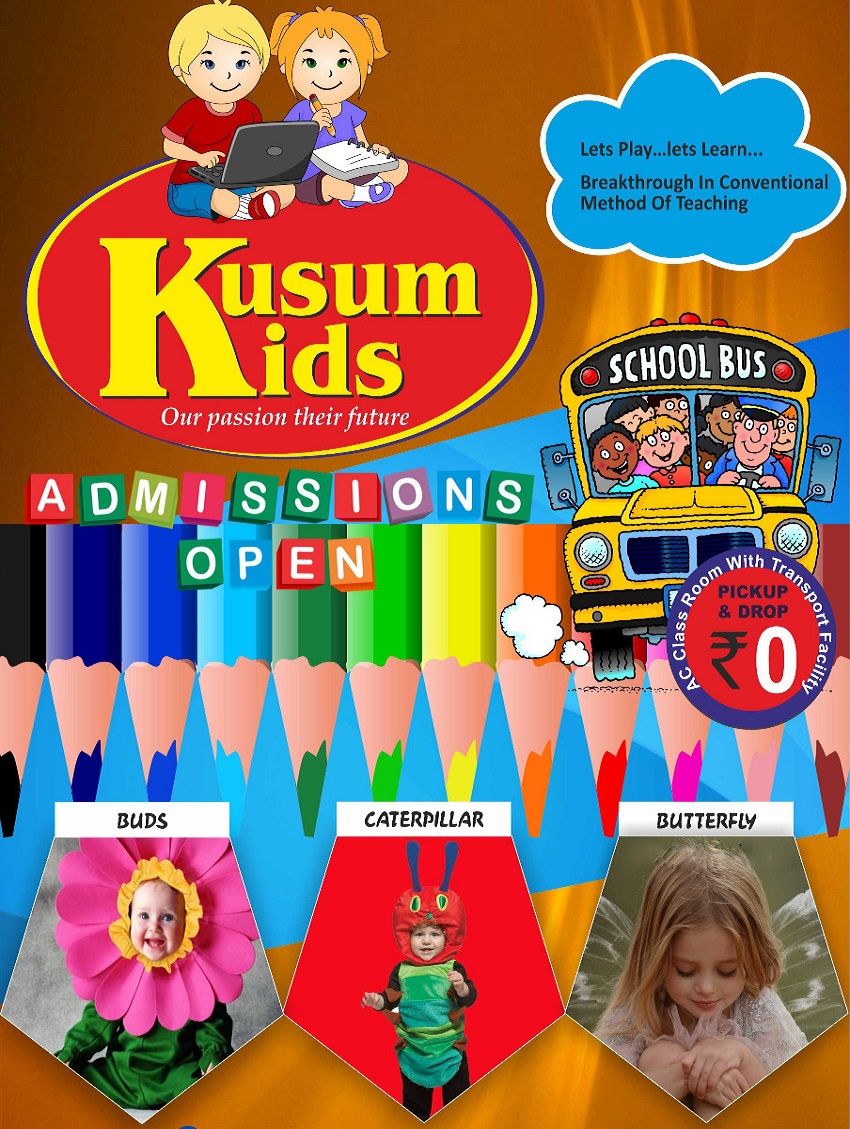 Lets Play...lets Learn...
Breakthrough In Conventional
Method Of Teaching
Kusum
Kids
Our passion their future
SCHOOL BUS
ADMISSIONS
OPEN
AC Class Room With Transport Facility
PICKUP
& DROP
₹0
BUDS
CATERPILLAR
BUTTERFLY